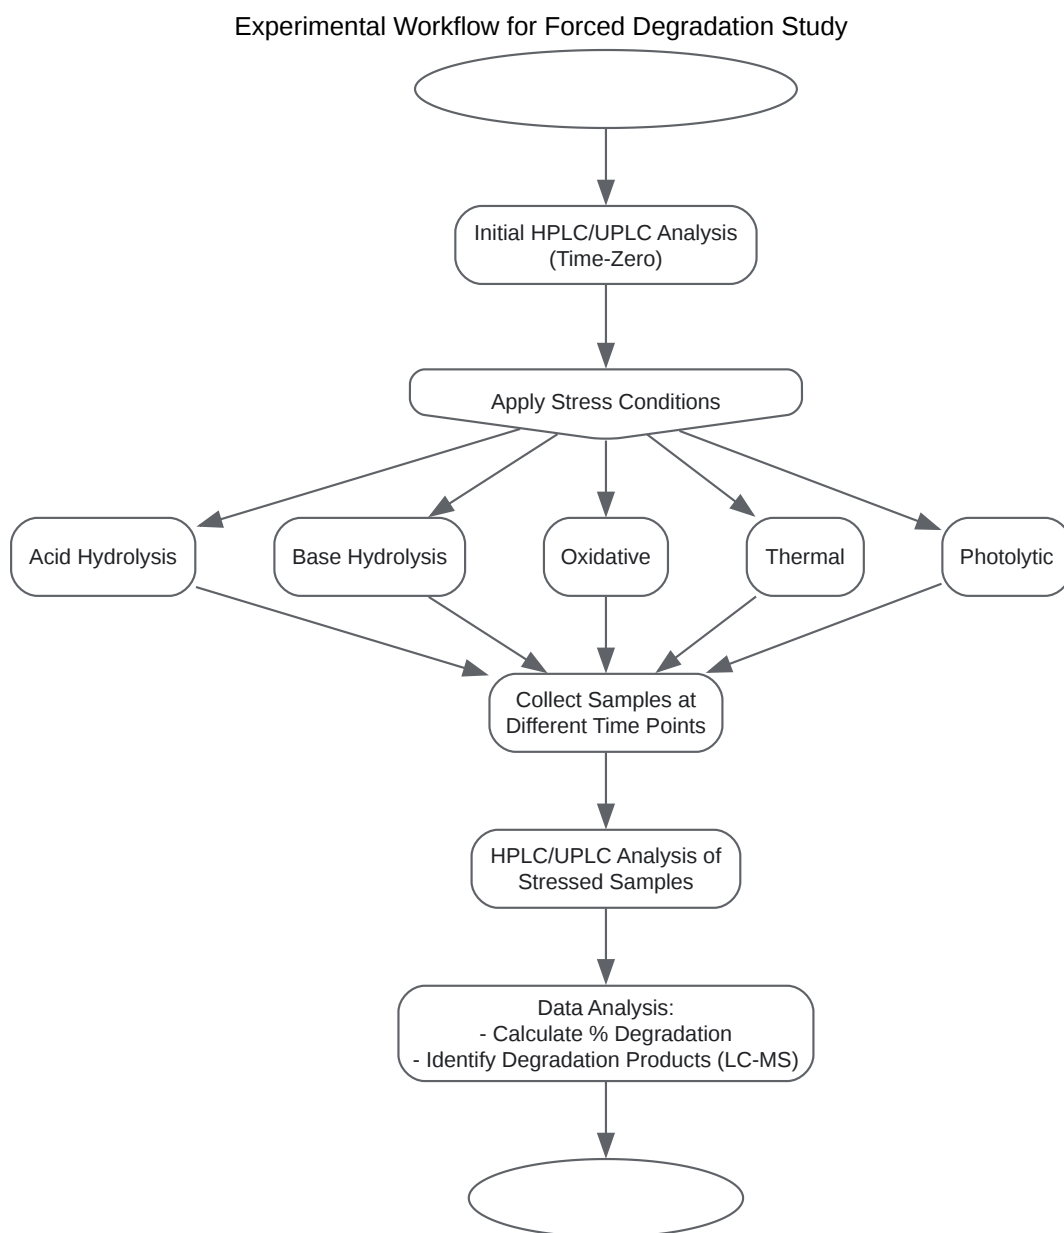 Experimental Workflow for Forced Degradation Study
Initial HPLC/UPLC Analysis
(Time-Zero)
Apply Stress Conditions
Acid Hydrolysis
Base Hydrolysis
Oxidative
Thermal
Photolytic
Collect Samples at
Different Time Points
HPLC/UPLC Analysis of
Stressed Samples
Data Analysis:
- Calculate % Degradation
- Identify Degradation Products (LC-MS)